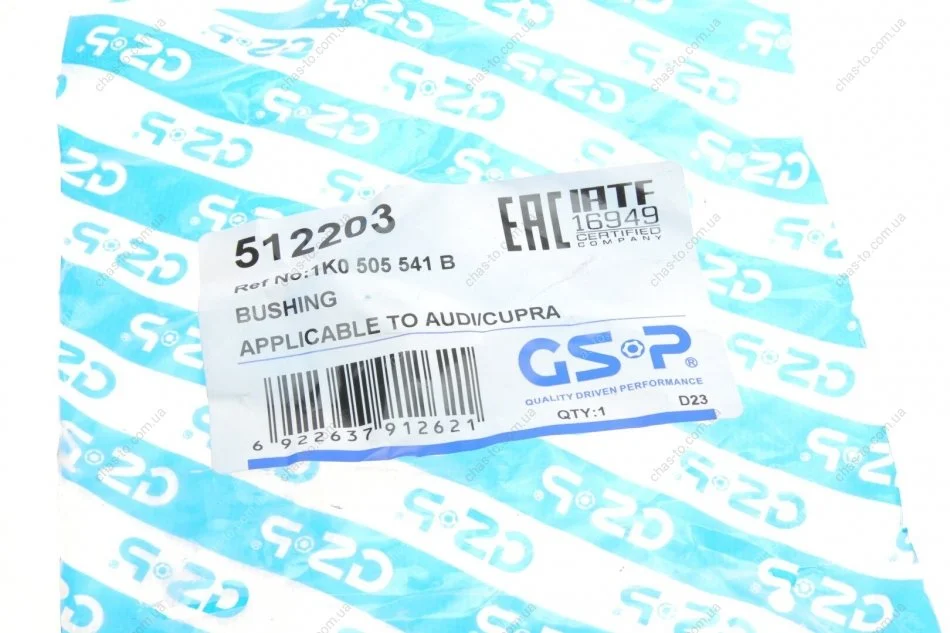 512203
Ref No:1K0 505 541 B
BUSHING
APPLICABLE TO AUDI/CUPRA
EAC
IATF
16949
CERTIFIED
COMPANY
6 922637 912621
GSP®
QUALITY DRIVEN PERFORMANCE
QTY:1
D23
chas-to.com.ua